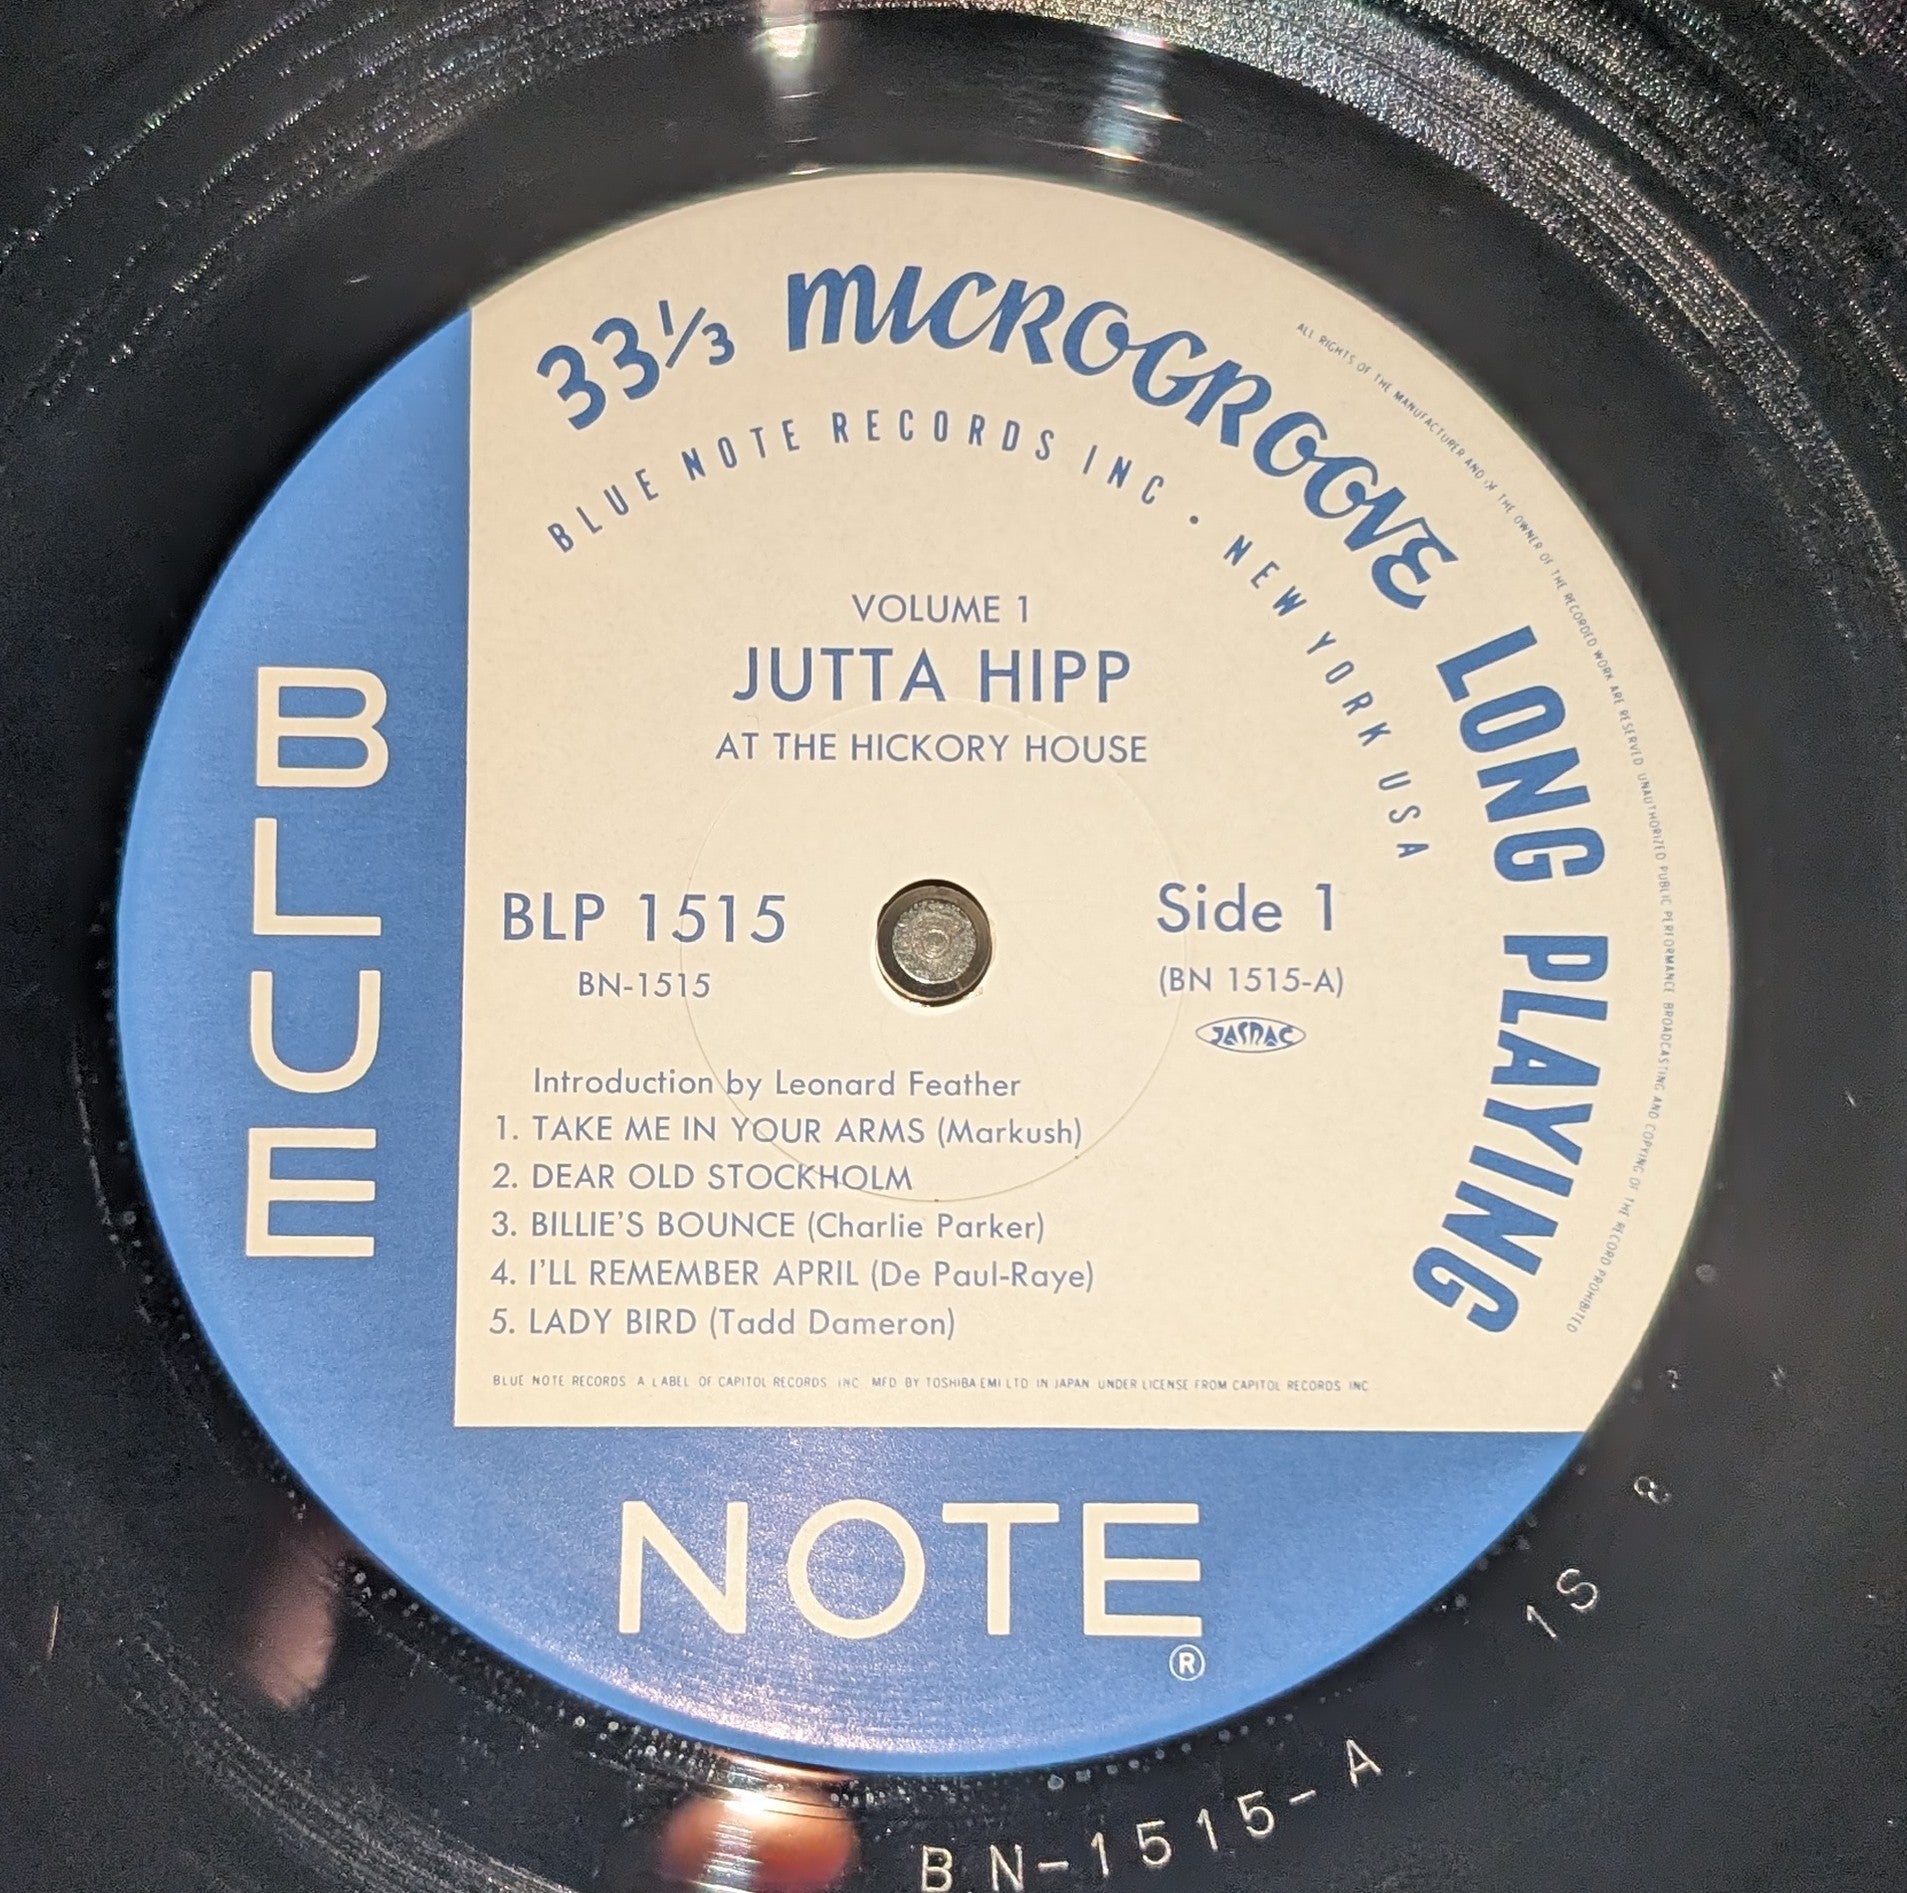 33⅓ MICROGROOVE LONG PLAYING
BLUE NOTE RECORDS INC • NEW YORK USA
ALL RIGHTS OF THE MANUFACTURER AND OF THE OWNER OF THE RECORDED WORK ARE RESERVED UNAUTHORIZED PUBLIC PERFORMANCE BROADCASTING AND COPYING OF THE RECORD PROHIBITED
VOLUME 1
JUTTA HIPP
AT THE HICKORY HOUSE
BLP 1515
BN-1515
Side 1
(BN 1515-A)
JASRAC
Introduction by Leonard Feather
1. TAKE ME IN YOUR ARMS (Markush)
2. DEAR OLD STOCKHOLM
3. BILLIE'S BOUNCE (Charlie Parker)
4. I'LL REMEMBER APRIL (De Paul-Raye)
5. LADY BIRD (Tadd Dameron)
BLUE NOTE RECORDS A LABEL OF CAPITOL RECORDS INC MFD BY TOSHIBA EMI LTD IN JAPAN UNDER LICENSE FROM CAPITOL RECORDS INC
BLUE
NOTE
®
BN-1515-A 1S 2